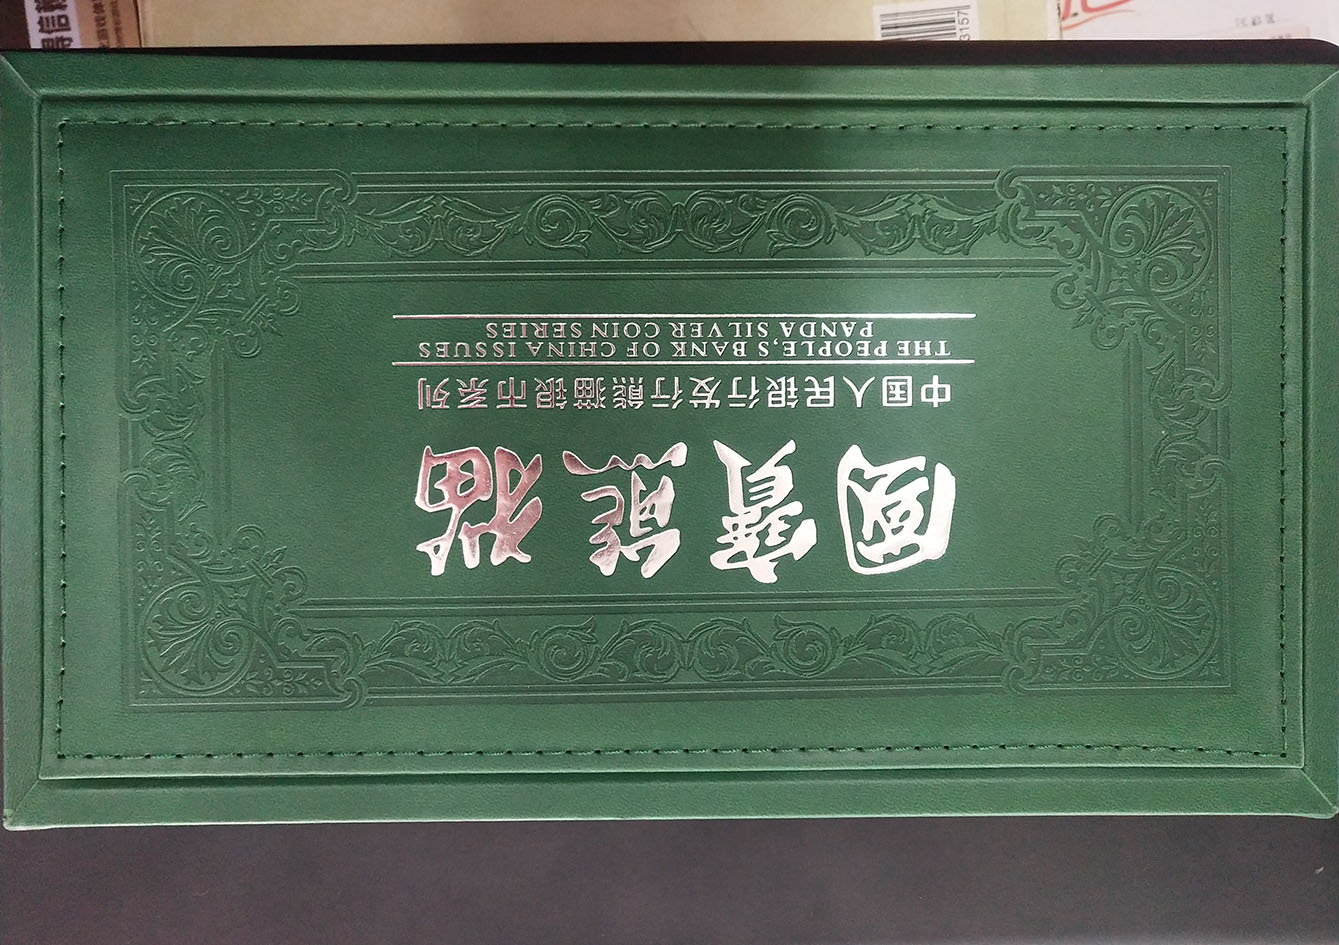 國寶熊貓
中国人民银行发行熊猫银币系列
THE PEOPLE'S BANK OF CHINA ISSUES
PANDA SILVER COIN SERIES
3157